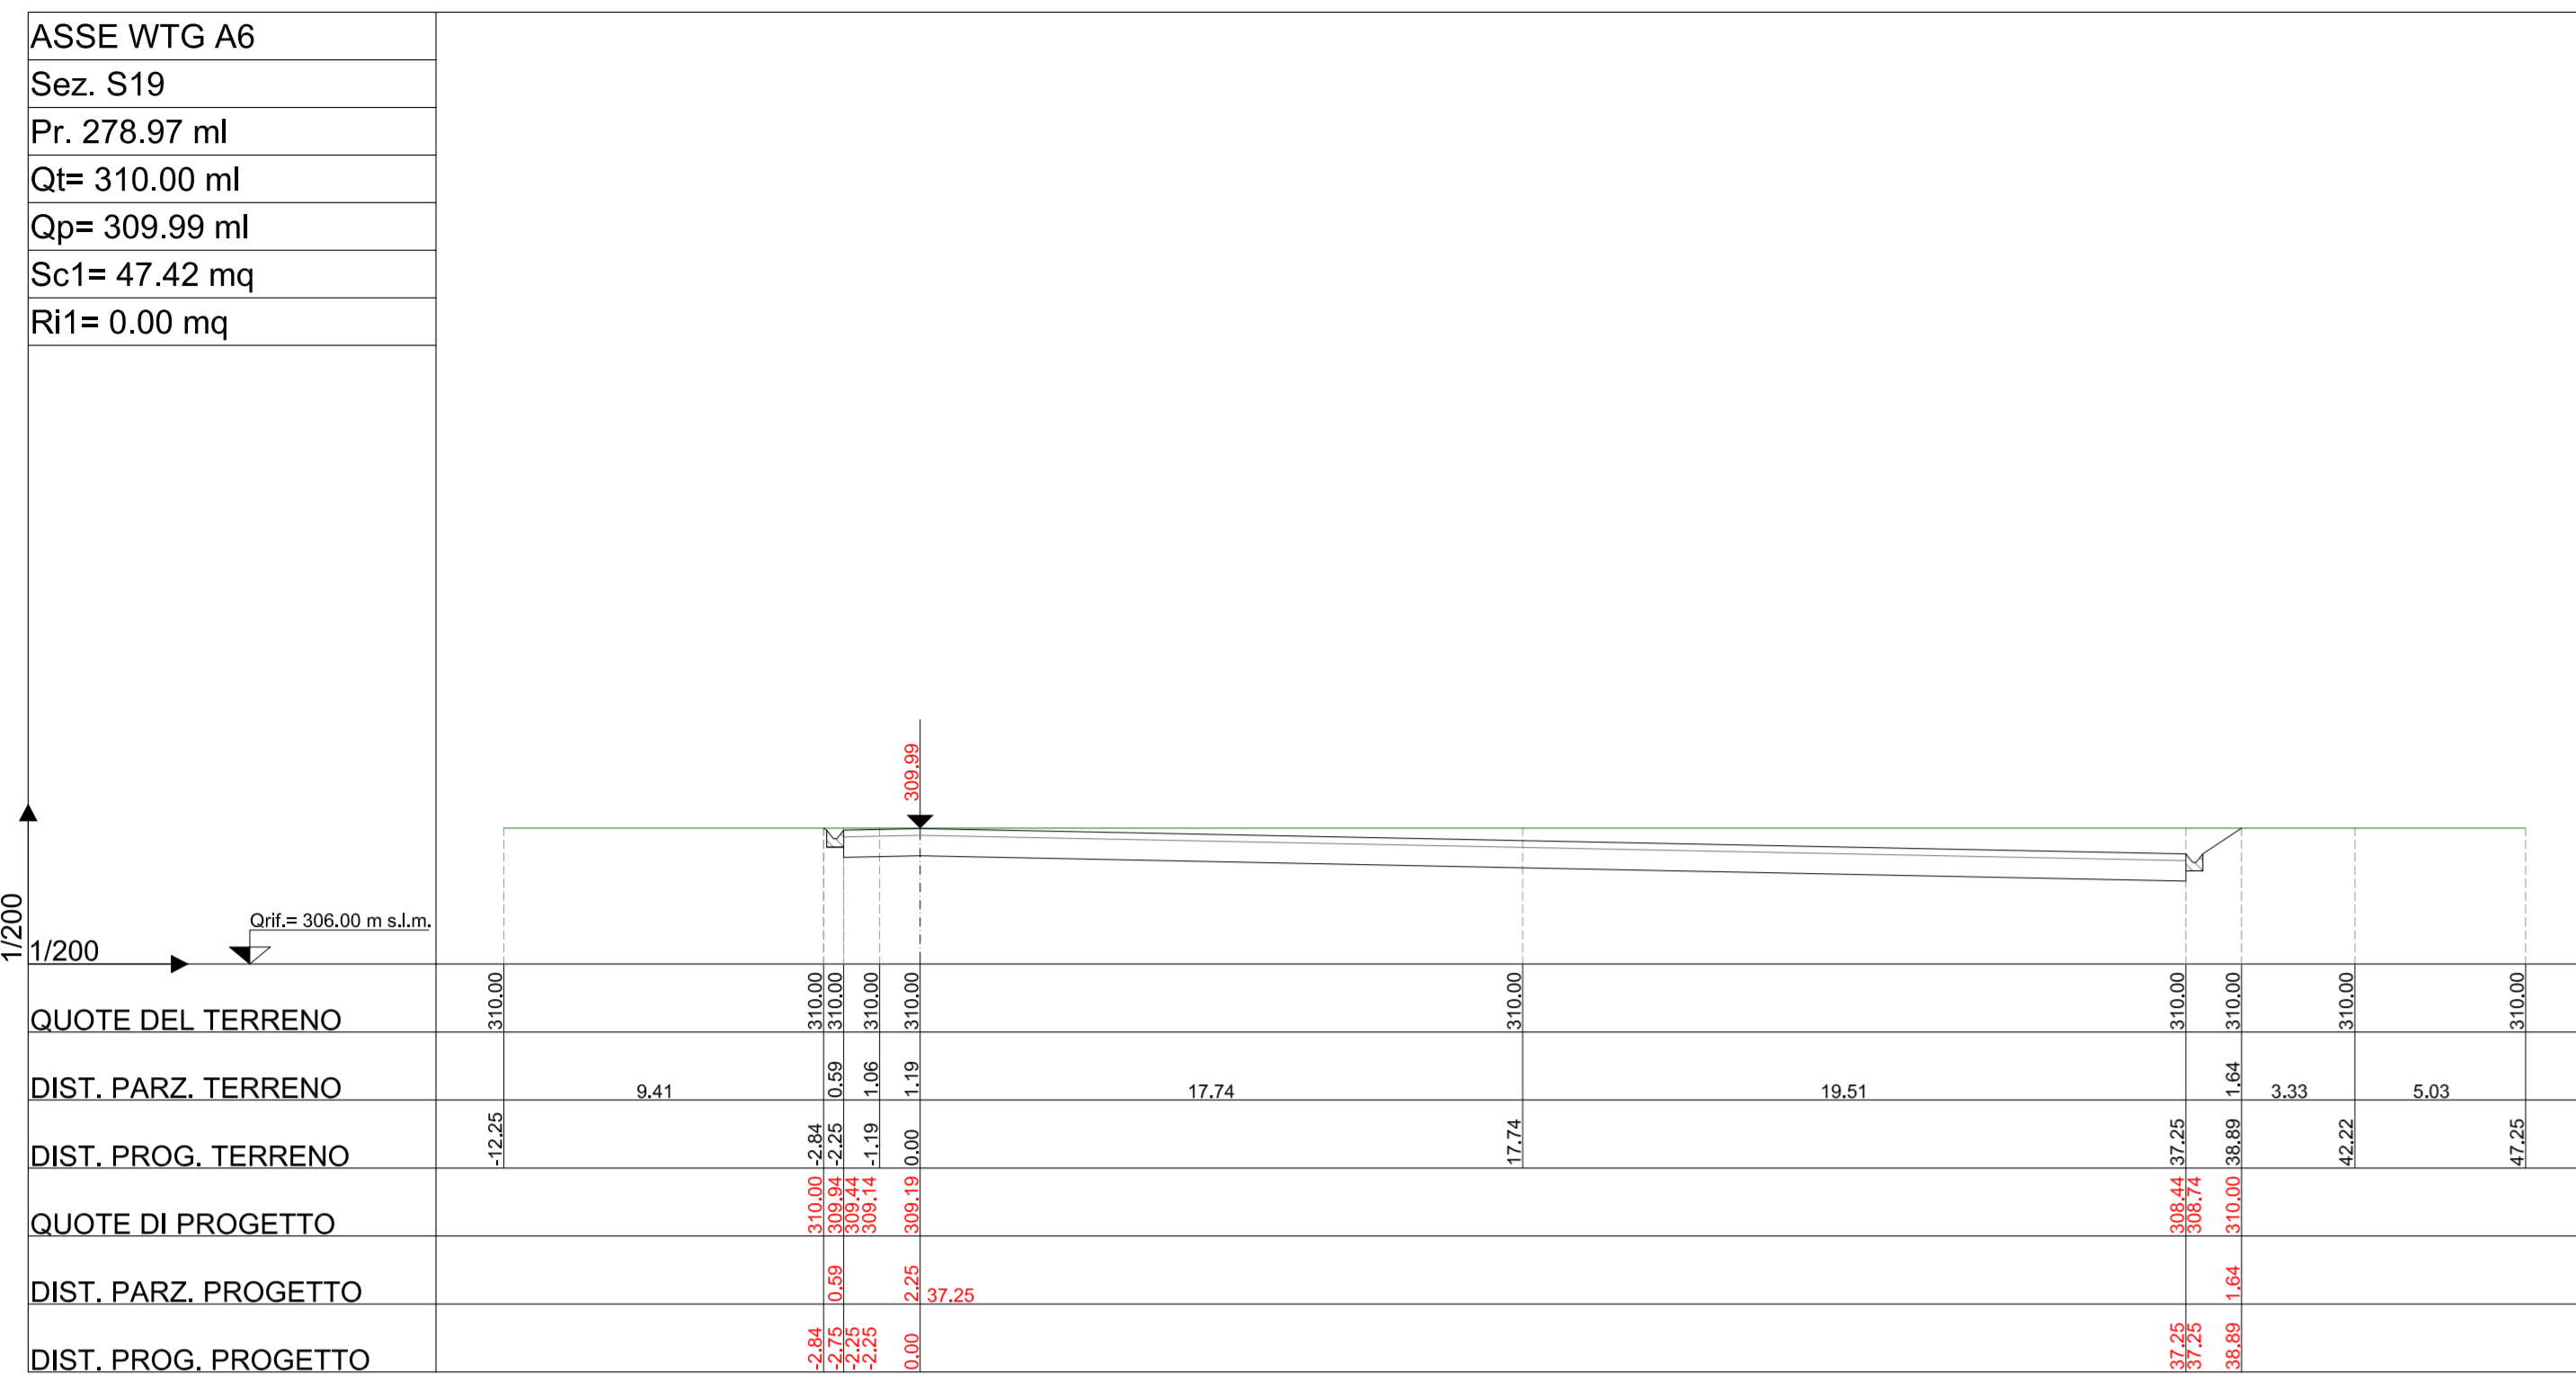 ASSE WTG A6
Sez. S19
Pr. 278.97 ml
Qt= 310.00 ml
Qp= 309.99 ml
Sc1= 47.42 mq
Ri1= 0.00 mq
309.99
Qrif.= 306.00 m s.l.m.
1/200
1/200
QUOTE DEL TERRENO 310.00 310.00 310.00 310.00 310.00 310.00 310.00 310.00 310.00 310.00
DIST. PARZ. TERRENO 9.41 0.59 1.06 1.19 17.74 19.51 1.64 3.33 5.03
DIST. PROG. TERRENO -12.25 -2.84 -2.25 -1.19 0.00 17.74 37.25 38.89 42.22 47.25
QUOTE DI PROGETTO 310.00 309.94 309.44 309.14 309.19 308.44 308.74 310.00
DIST. PARZ. PROGETTO 0.59 2.25 37.25 1.64
DIST. PROG. PROGETTO -2.84 -2.75 -2.25 -2.25 0.00 37.25 37.25 38.89